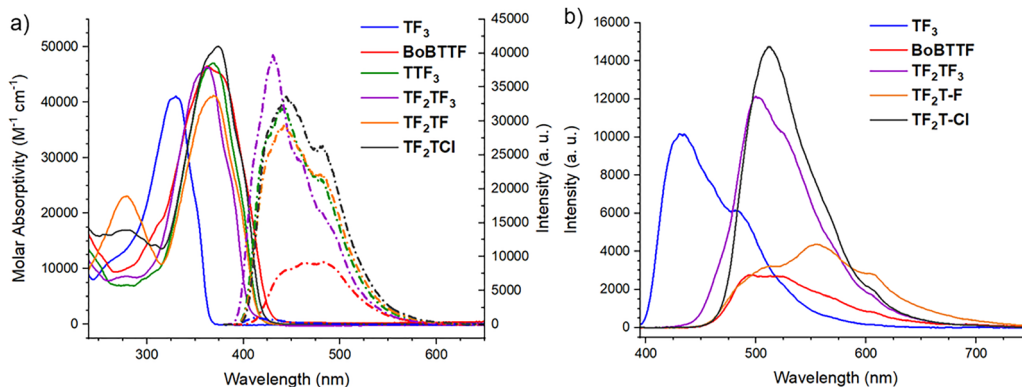 a)
Molar Absorptivity (M⁻¹ cm⁻¹)
50000
40000
30000
20000
10000
0
300
400
500
600
Wavelength (nm)
45000
40000
35000
30000
25000
20000
15000
10000
5000
0
Intensity (a. u.)
TF₃
BoBTTF
TTF₃
TF₂TF₃
TF₂TF
TF₂TCl
b)
Intensity (a. u.)
16000
14000
12000
10000
8000
6000
4000
2000
0
400
500
600
700
Wavelength (nm)
TF₃
BoBTTF
TF₂TF₃
TF₂T-F
TF₂T-Cl